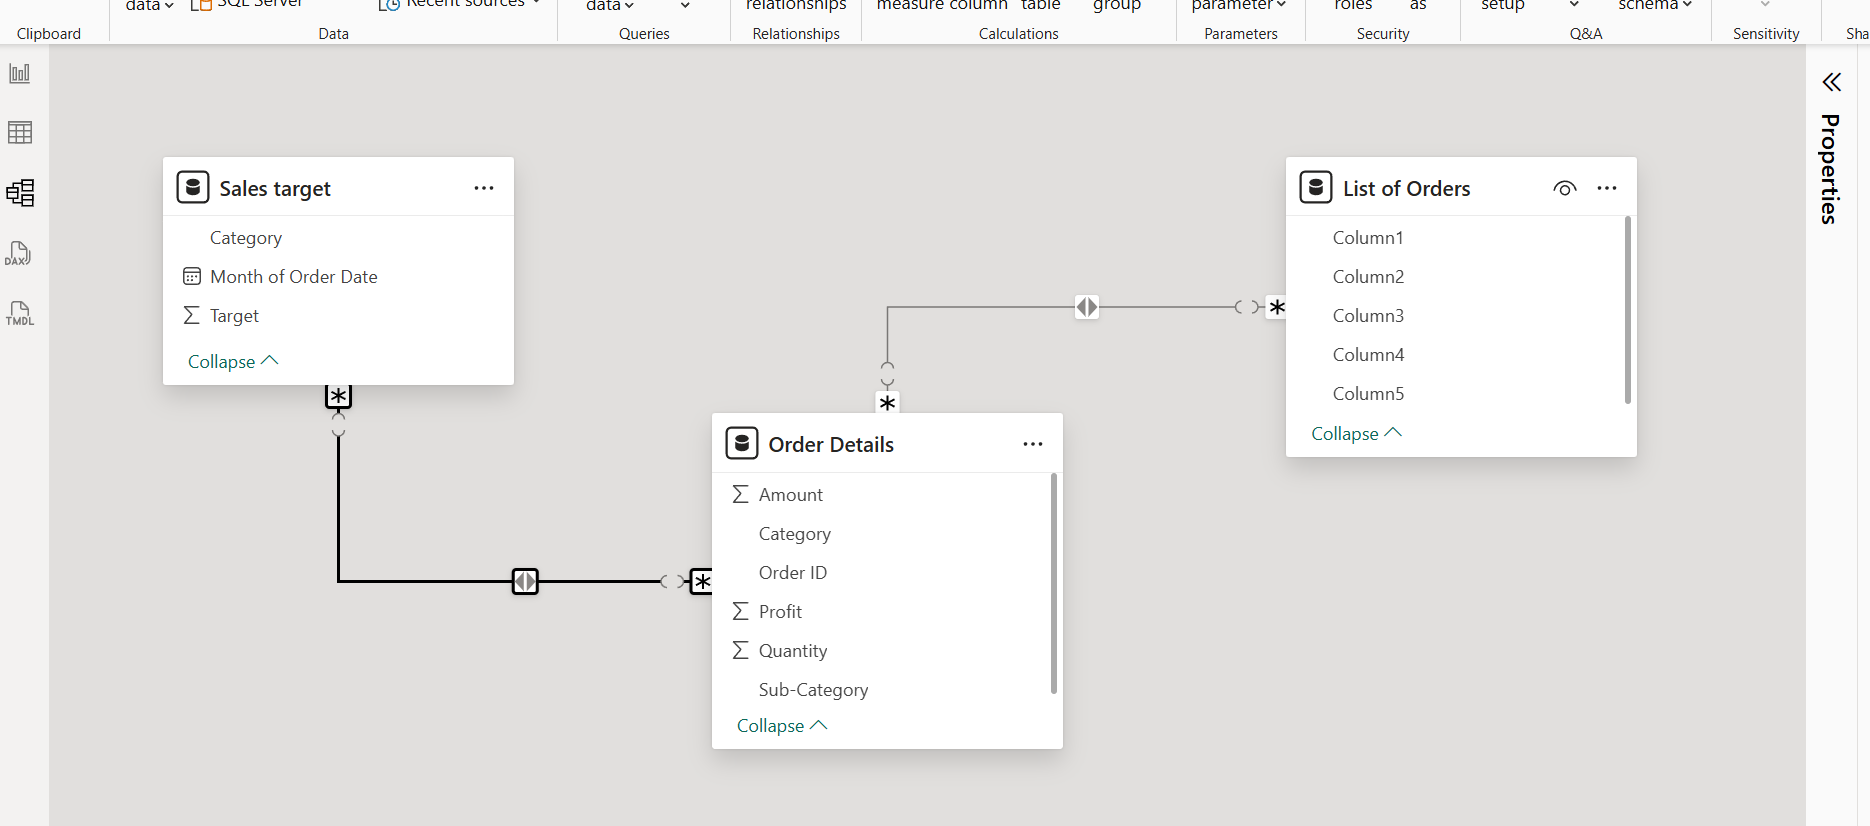 data SQL Server Recent sources data relationships measure column table group parameter roles as setup schema
Clipboard Data Queries Relationships Calculations Parameters Security Q&A Sensitivity Sha
Properties
Sales target
Category
Month of Order Date
Target
Collapse
List of Orders
Column1
Column2
Column3
Column4
Column5
Collapse
Order Details
Amount
Category
Order ID
Profit
Quantity
Sub-Category
Collapse
DAX
TMDL